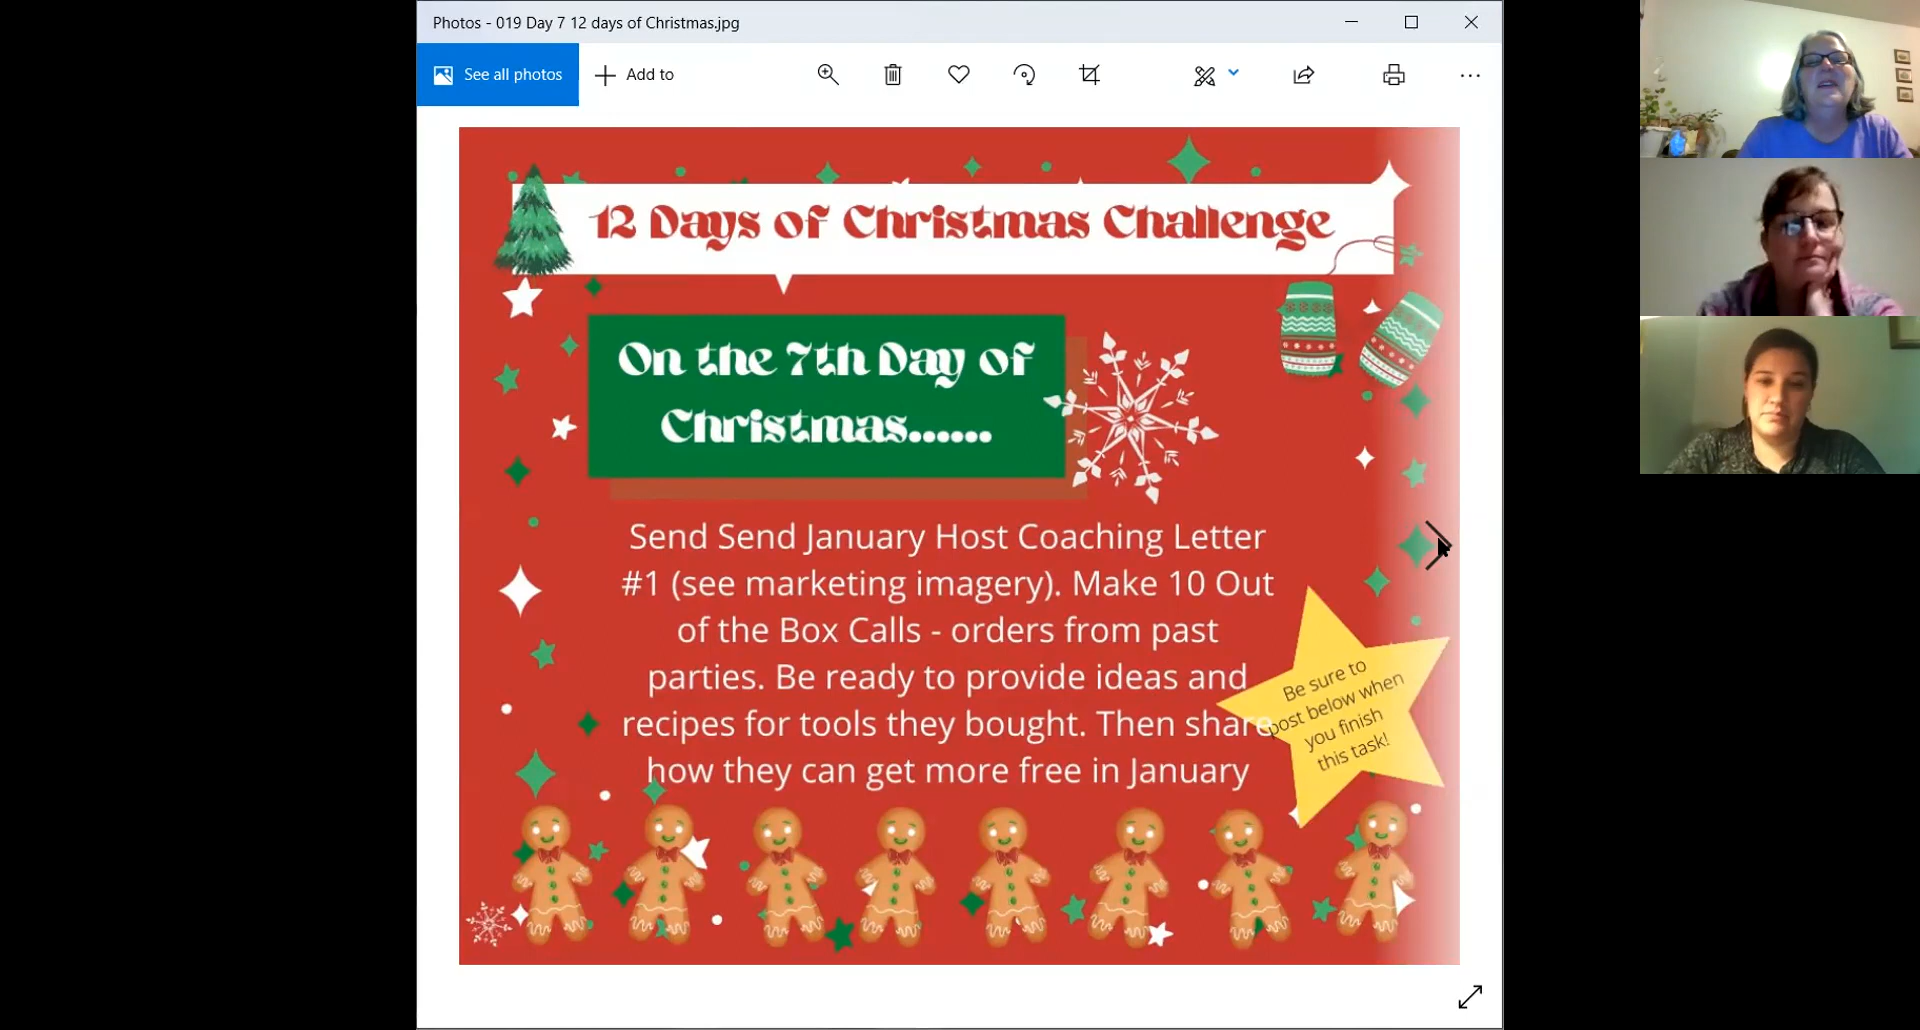 Photos - 019 Day 7 12 days of Christmas.jpg
See all photos
Add to
12 Days of Christmas Challenge
On the 7th Day of
Christmas......
Send Send January Host Coaching Letter
#1 (see marketing imagery). Make 10 Out
of the Box Calls - orders from past
parties. Be ready to provide ideas and
recipes for tools they bought. Then share
how they can get more free in January
Be sure to
post below when
you finish
this task!